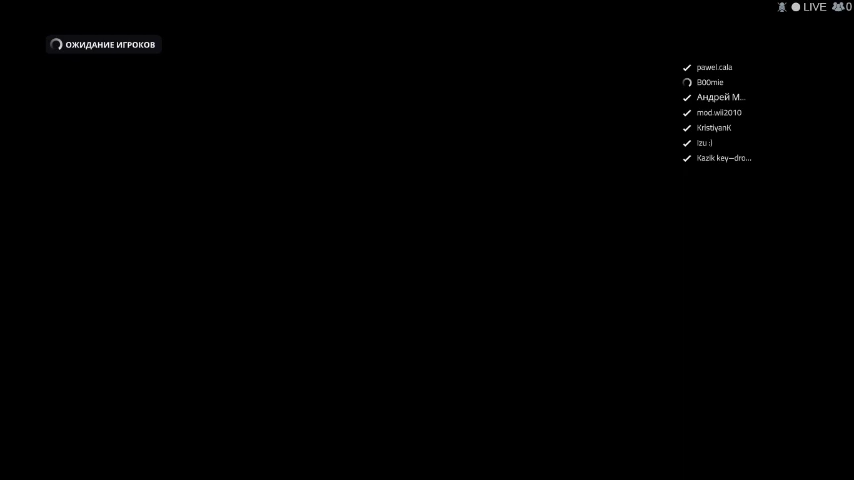 LIVE 0
ОЖИДАНИЕ ИГРОКОВ
pawel.cala
B00mie
Андрей М...
mod.wii2010
KristiyanK
Izu :i
Kazik key-dro...